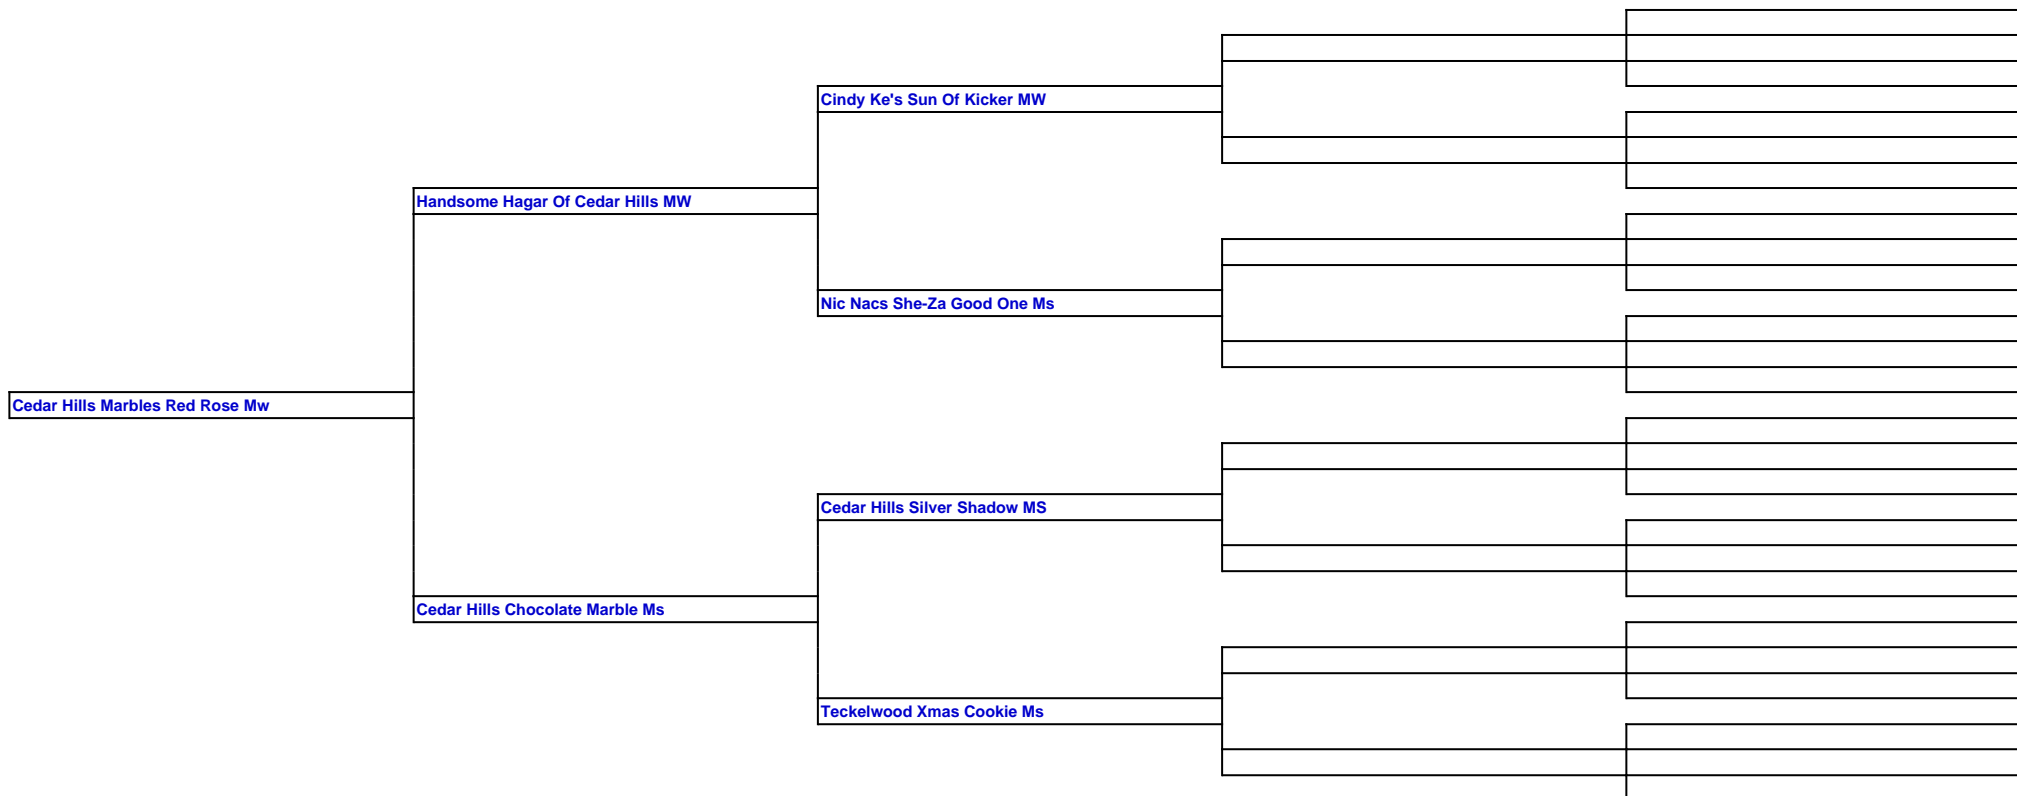 Cindy Ke's Sun Of Kicker MW
Handsome Hagar Of Cedar Hills MW
Nic Nacs She-Za Good One Ms
Cedar Hills Marbles Red Rose Mw
Cedar Hills Silver Shadow MS
Cedar Hills Chocolate Marble Ms
Teckelwood Xmas Cookie Ms